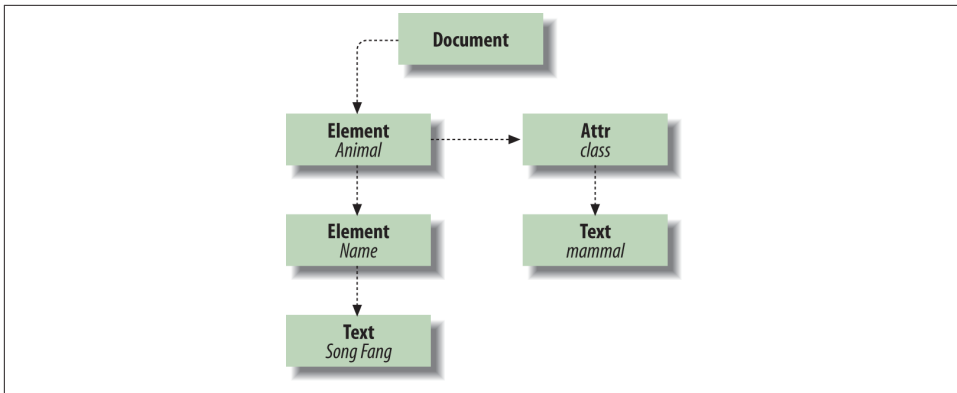 Document
Element
Animal
Attr
class
Element
Name
Text
mammal
Text
Song Fang